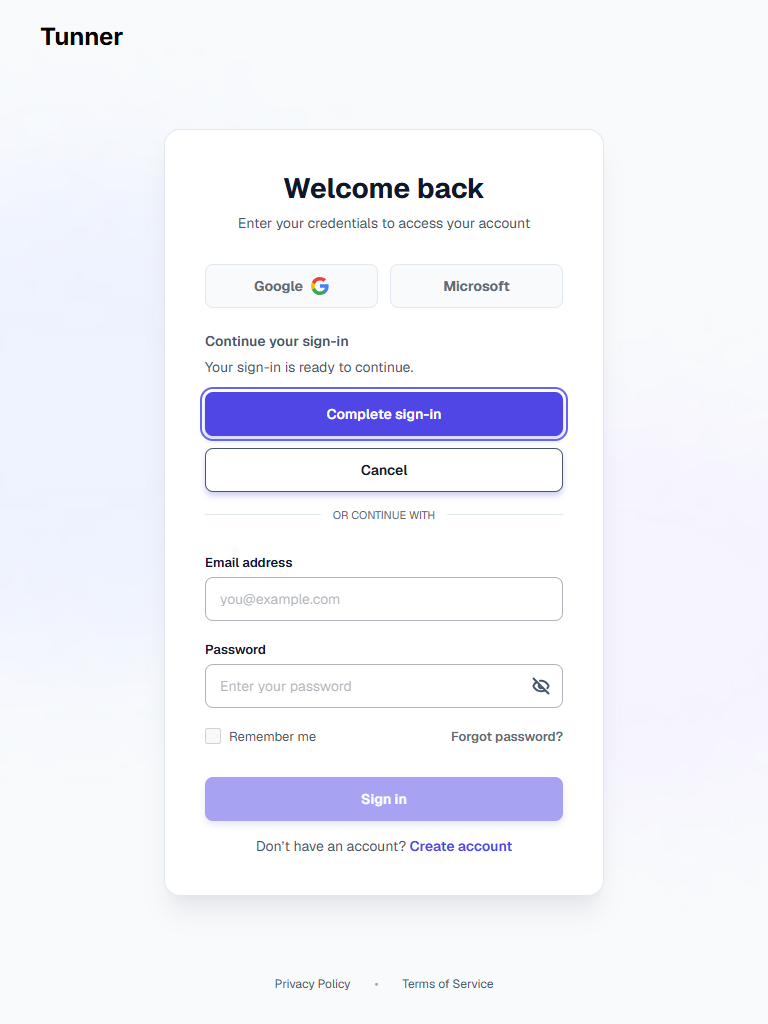 Tunner
Welcome back
Enter your credentials to access your account
Google
Microsoft
Continue your sign-in
Your sign-in is ready to continue.
Complete sign-in
Cancel
OR CONTINUE WITH
Email address
you@example.com
Password
Enter your password
Remember me
Forgot password?
Sign in
Don't have an account? Create account
Privacy Policy • Terms of Service